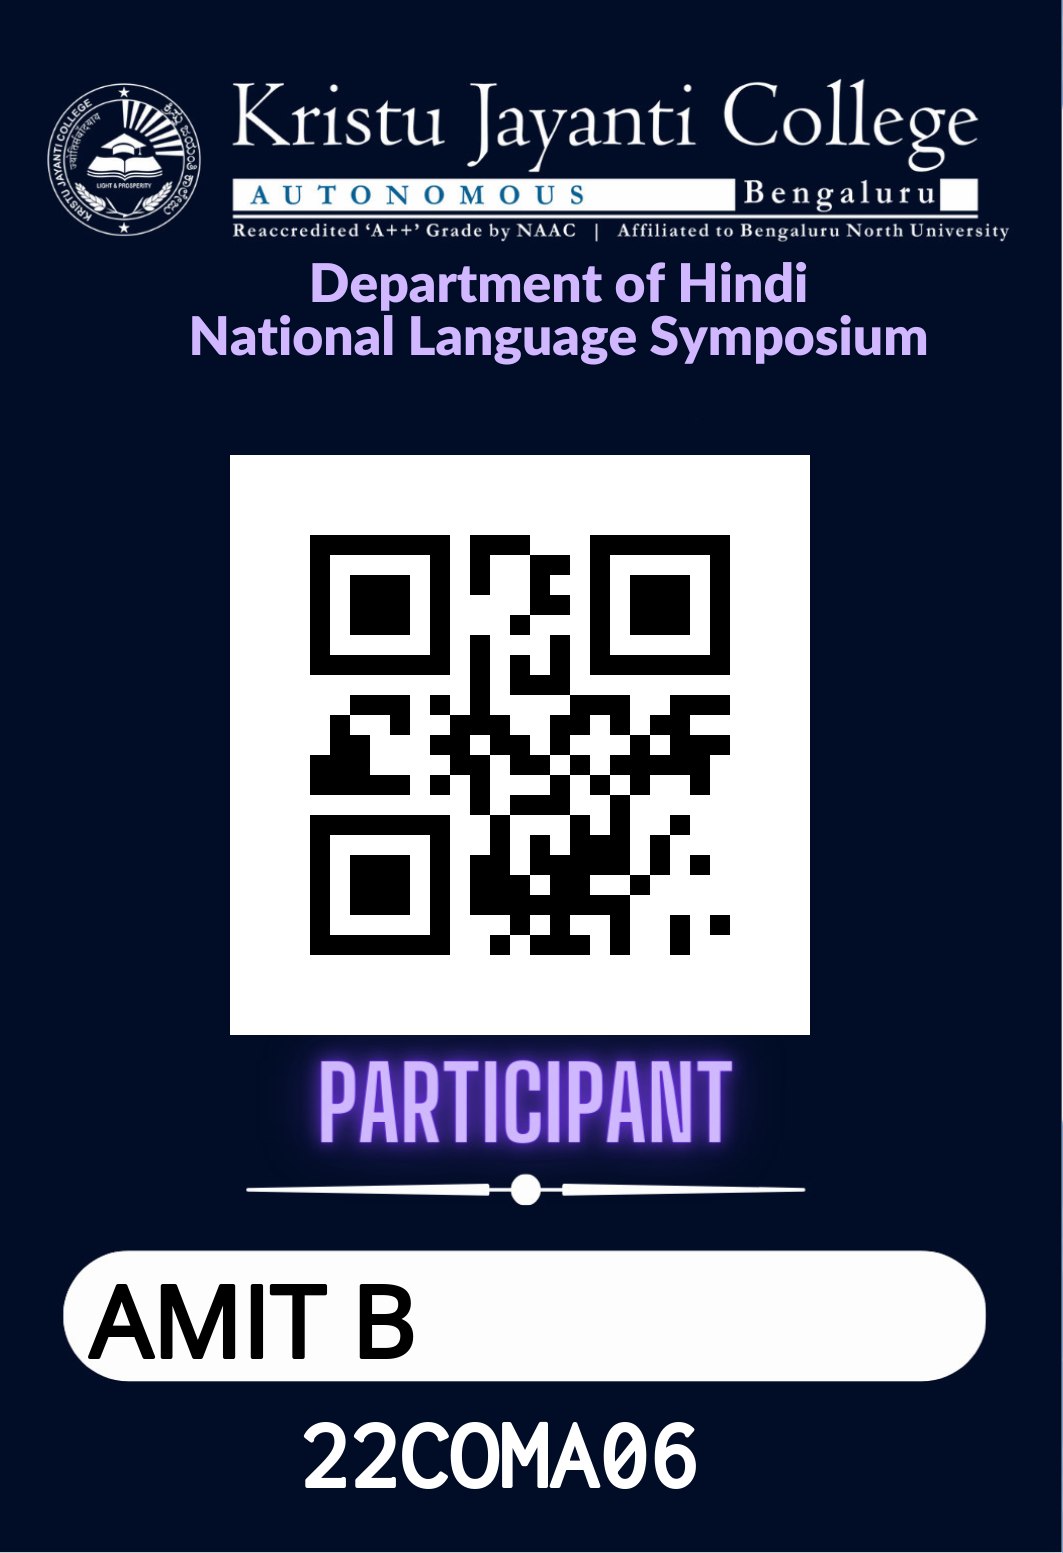 Kristu Jayanti College
AUTONOMOUS Bengaluru
Reaccredited ‘A++’ Grade by NAAC | Affiliated to Bengaluru North University
KRISTU JAYANTI COLLEGE
LIGHT & PROSPERITY
Department of Hindi
National Language Symposium
PARTICIPANT
AMIT B
22COMA06